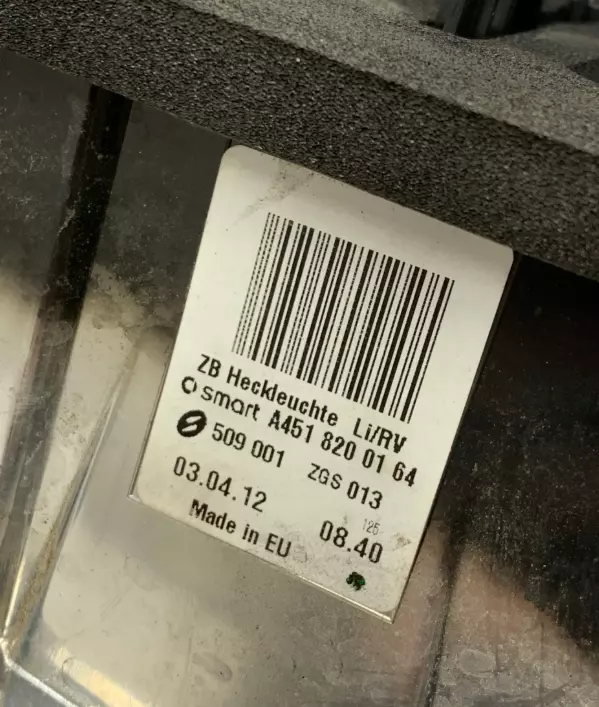 ZB Heckleuchte Li/RV
smart A451 820 01 64
509 001 ZGS 013
125
03.04.12 08.40
Made in EU